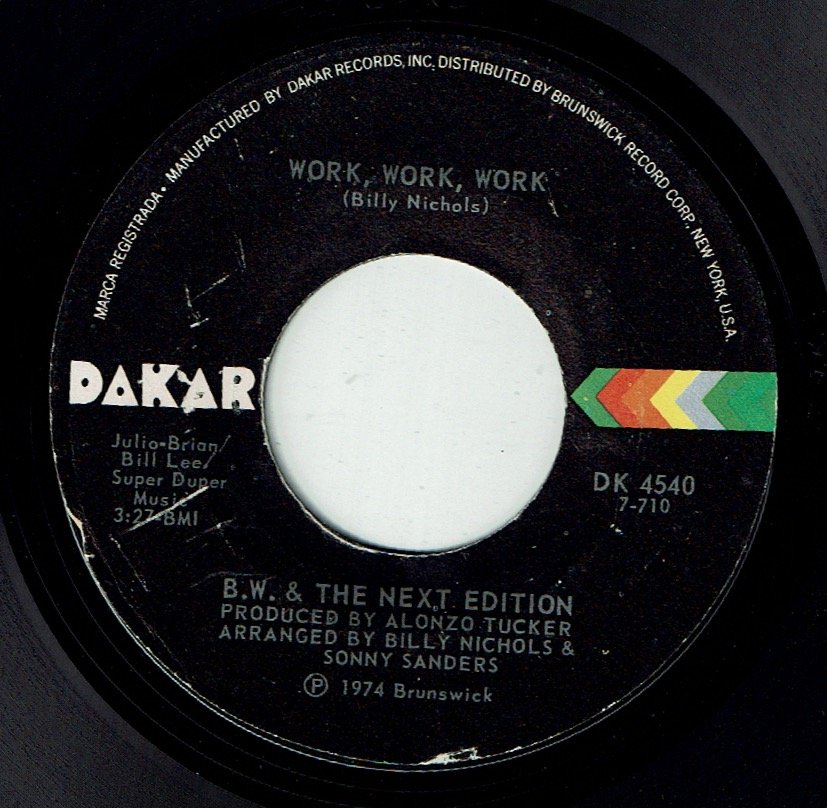 MARCA REGISTRADA • MANUFACTURED BY DAKAR RECORDS, INC. DISTRIBUTED BY BRUNSWICK RECORD CORP. NEW YORK, U.S.A.
WORK, WORK, WORK
(Billy Nichols)
DAKAR
Julio-Brian/
Bill Lee/
Super Duper
Music
3:27-BMI
DK 4540
7-710
B.W. & THE NEXT EDITION
PRODUCED BY ALONZO TUCKER
ARRANGED BY BILLY NICHOLS &
SONNY SANDERS
Ⓟ 1974 Brunswick